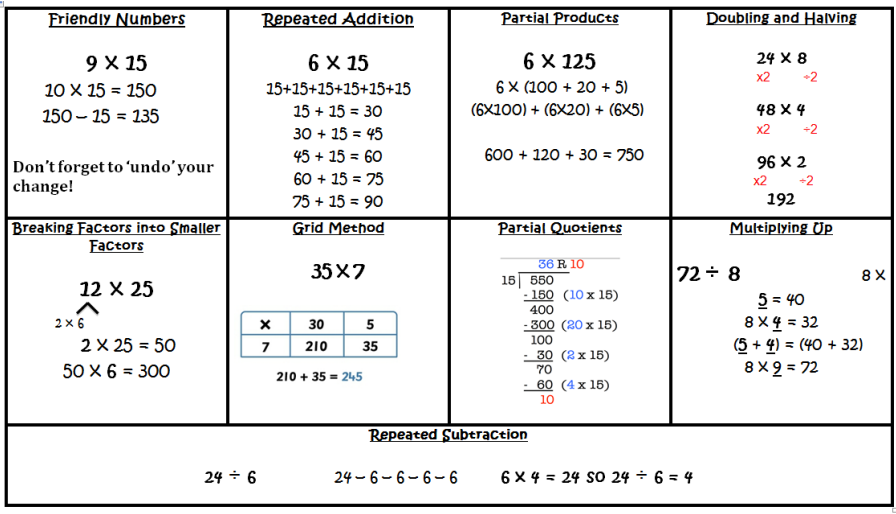 Friendly Numbers
9 X 15
10 X 15 = 150
150 – 15 = 135
Don't forget to 'undo' your
change!
Repeated Addition
6 X 15
15+15+15+15+15+15
15 + 15 = 30
30 + 15 = 45
45 + 15 = 60
60 + 15 = 75
75 + 15 = 90
Partial Products
6 X 125
6 X (100 + 20 + 5)
(6X100) + (6X20) + (6X5)
600 + 120 + 30 = 750
Doubling and Halving
24 X 8
x2 ÷2
48 X 4
x2 ÷2
96 X 2
x2 ÷2
192
Breaking Factors into Smaller
Factors
12 X 25
2 x 6
2 X 25 = 50
50 X 6 = 300
Grid Method
35 X 7
X 30 5
7 210 35
210 + 35 = 245
Partial Quotients
36 R 10
15 550
- 150 (10 x 15)
400
- 300 (20 x 15)
100
- 30 (2 x 15)
70
- 60 (4 x 15)
10
Multiplying Up
72 ÷ 8 8 X
5 = 40
8 X 4 = 32
(5 + 4) = (40 + 32)
8 X 9 = 72
Repeated Subtraction
24 ÷ 6 24 – 6 – 6 – 6 – 6 6 X 4 = 24 so 24 ÷ 6 = 4